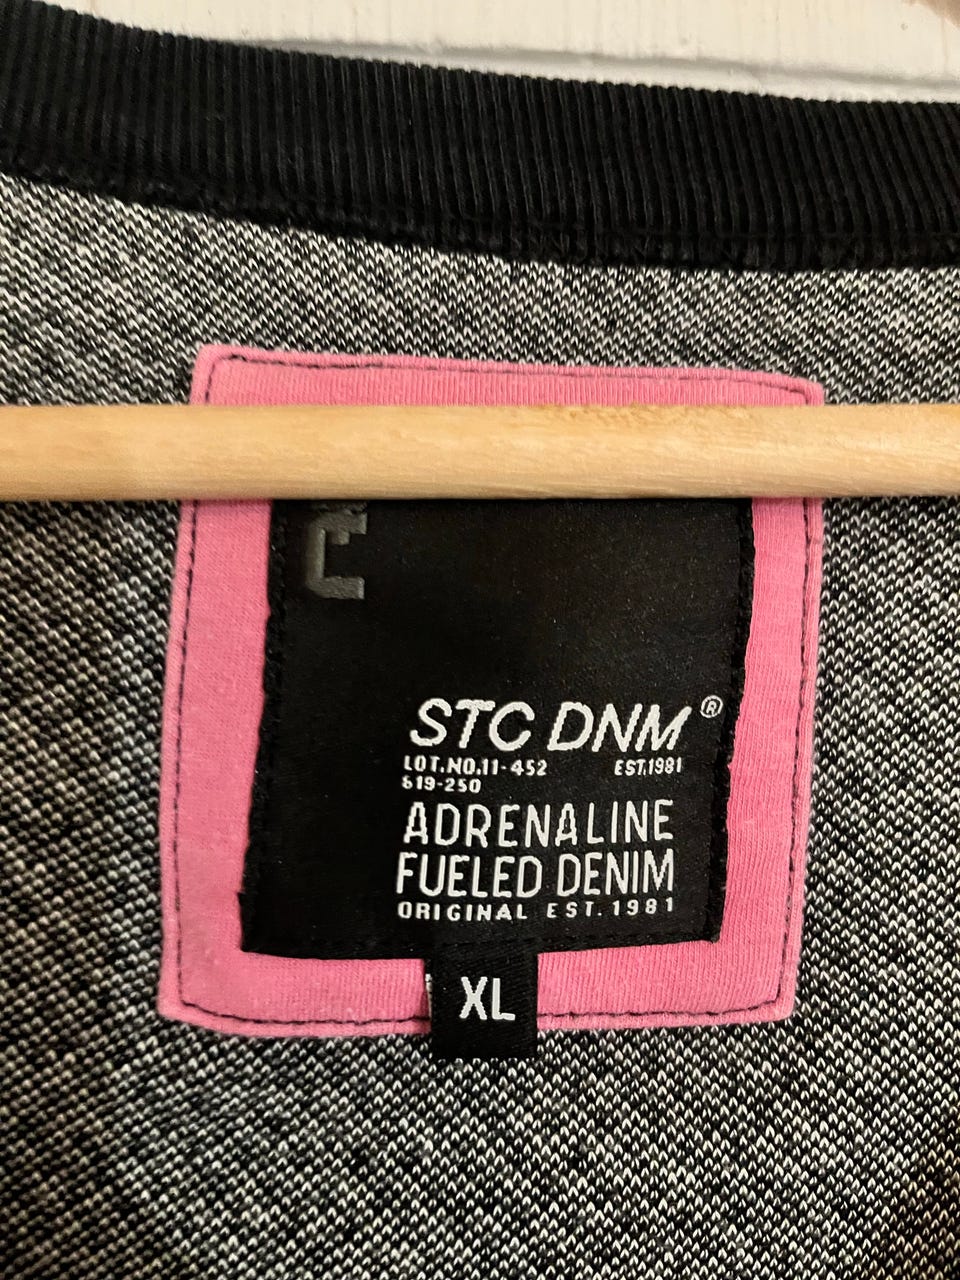 STC DNM®
LOT.NO.11-452 EST.1981
619-250
ADRENALINE
FUELED DENIM
ORIGINAL EST.1981
XL